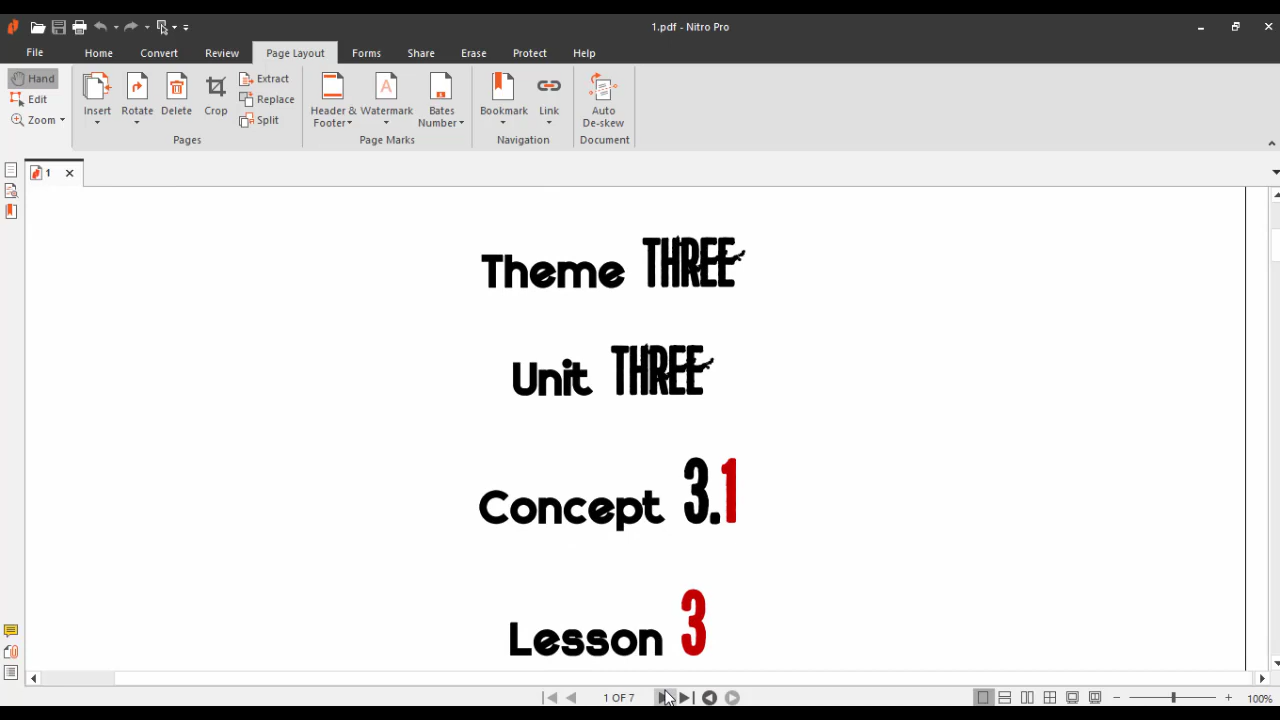 1.pdf - Nitro Pro
File Home Convert Review Page Layout Forms Share Erase Protect Help
Hand
Edit
Zoom
Insert
Rotate
Delete
Crop
Extract
Replace
Split
Pages
Header & Footer
Watermark
Bates Number
Page Marks
Bookmark
Link
Navigation
Auto De-skew
Document
1
Theme THREE
Unit THREE
Concept 3.1
Lesson 3
1 OF 7
100%